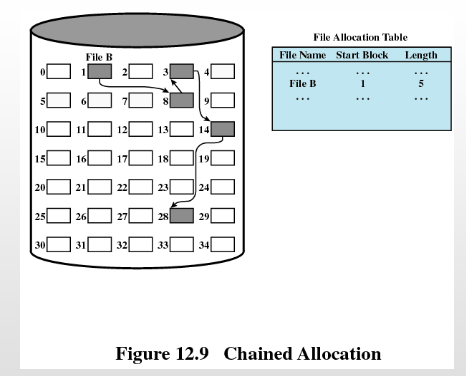 File Allocation Table
File Name Start Block Length
... ... ...
File B 1 5
... ... ...
File B
0 1 2 3 4
5 6 7 8 9
10 11 12 13 14
15 16 17 18 19
20 21 22 23 24
25 26 27 28 29
30 31 32 33 34
Figure 12.9 Chained Allocation